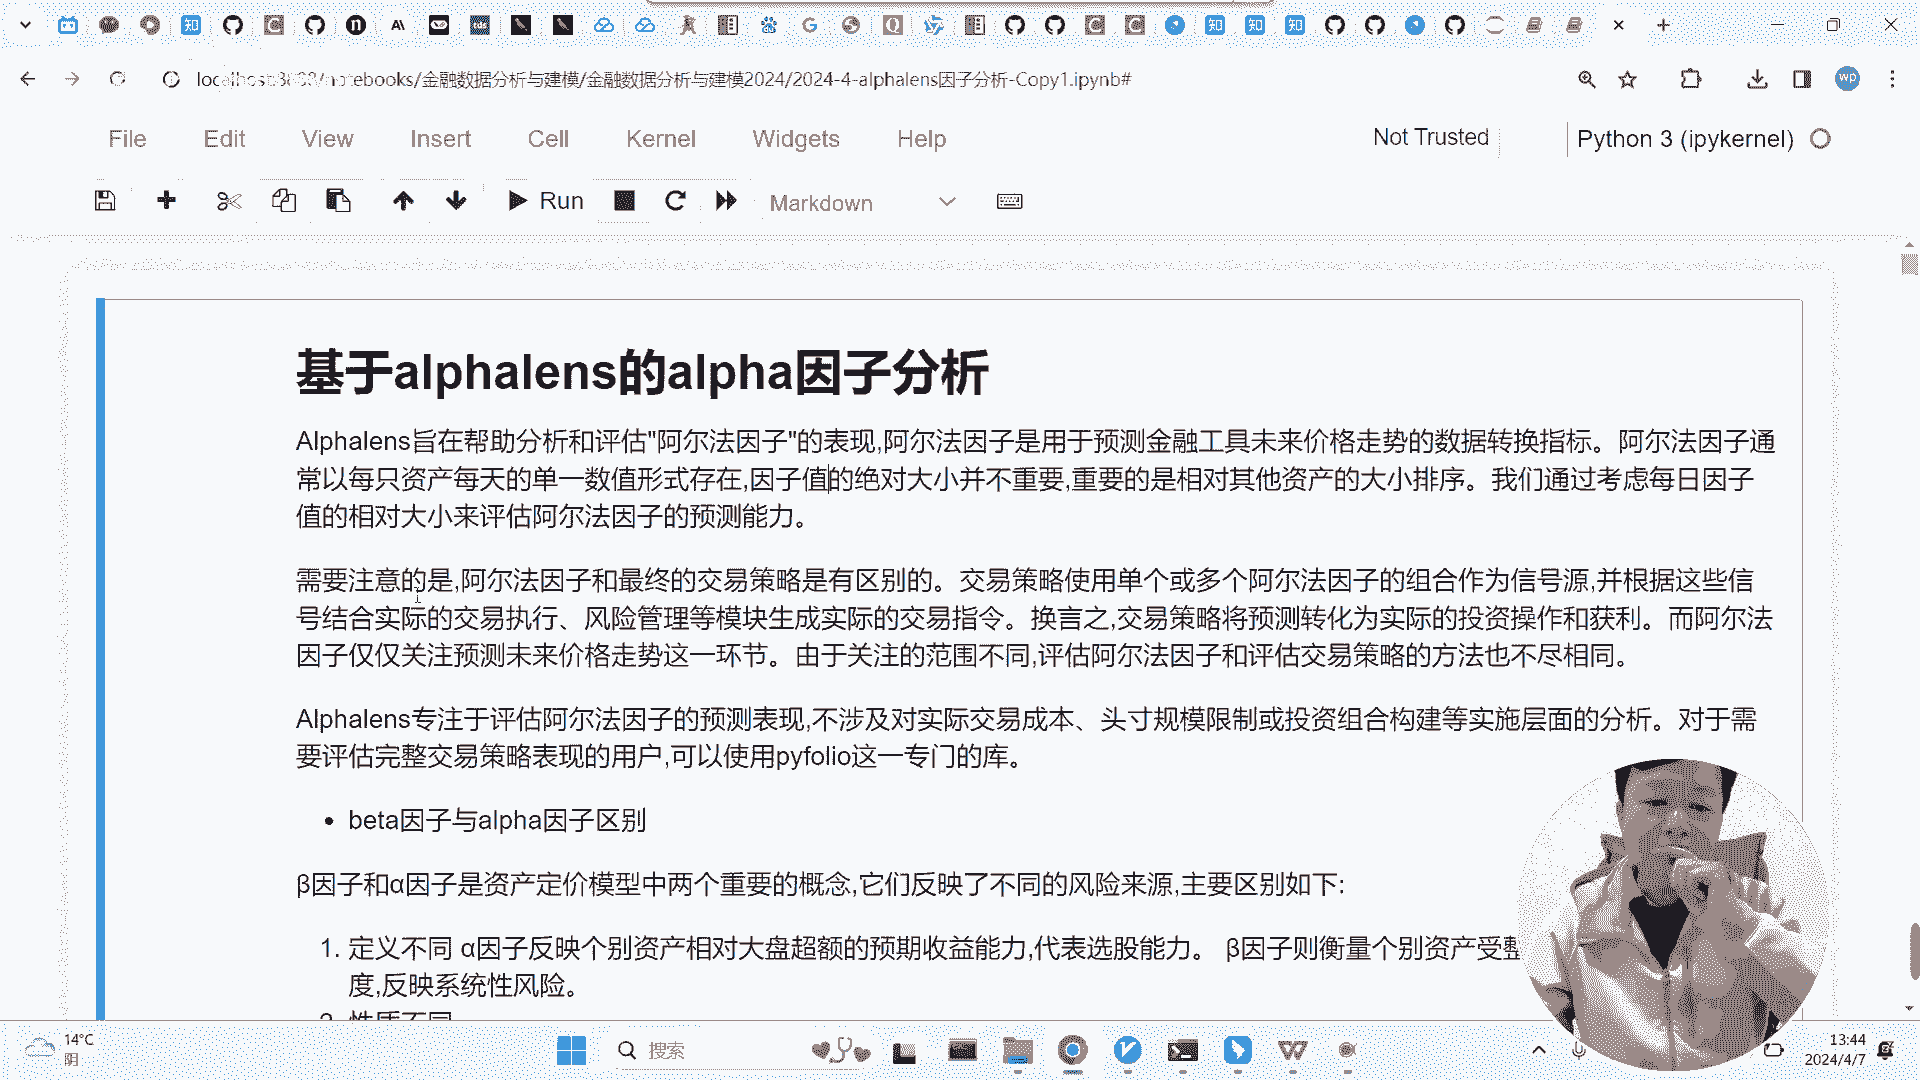 localhost:8888/notebooks/金融数据分析与建模/金融数据分析与建模2024/2024-4-alphalens因子分析-Copy1.ipynb#
wp
File Edit View Insert Cell Kernel Widgets Help
Not Trusted
Python 3 (ipykernel)
Run
Markdown
基于alphalens的alpha因子分析
Alphalens旨在帮助分析和评估"阿尔法因子"的表现,阿尔法因子是用于预测金融工具未来价格走势的数据转换指标。阿尔法因子通
常以每只资产每天的单一数值形式存在,因子值的绝对大小并不重要,重要的是相对其他资产的大小排序。我们通过考虑每日因子
值的相对大小来评估阿尔法因子的预测能力。
需要注意的是,阿尔法因子和最终的交易策略是有区别的。交易策略使用单个或多个阿尔法因子的组合作为信号源,并根据这些信
号结合实际的交易执行、风险管理等模块生成实际的交易指令。换言之,交易策略将预测转化为实际的投资操作和获利。而阿尔法
因子仅仅关注预测未来价格走势这一环节。由于关注的范围不同,评估阿尔法因子和评估交易策略的方法也不尽相同。
Alphalens专注于评估阿尔法因子的预测表现,不涉及对实际交易成本、头寸规模限制或投资组合构建等实施层面的分析。对于需
要评估完整交易策略表现的用户,可以使用pyfolio这一专门的库。
• beta因子与alpha因子区别
β因子和α因子是资产定价模型中两个重要的概念,它们反映了不同的风险来源,主要区别如下:
1. 定义不同 α因子反映个别资产相对大盘超额的预期收益能力,代表选股能力。 β因子则衡量个别资产受整
度,反映系统性风险。
2. 性质不同
14°C
阴
搜索
13:44
2024/4/7